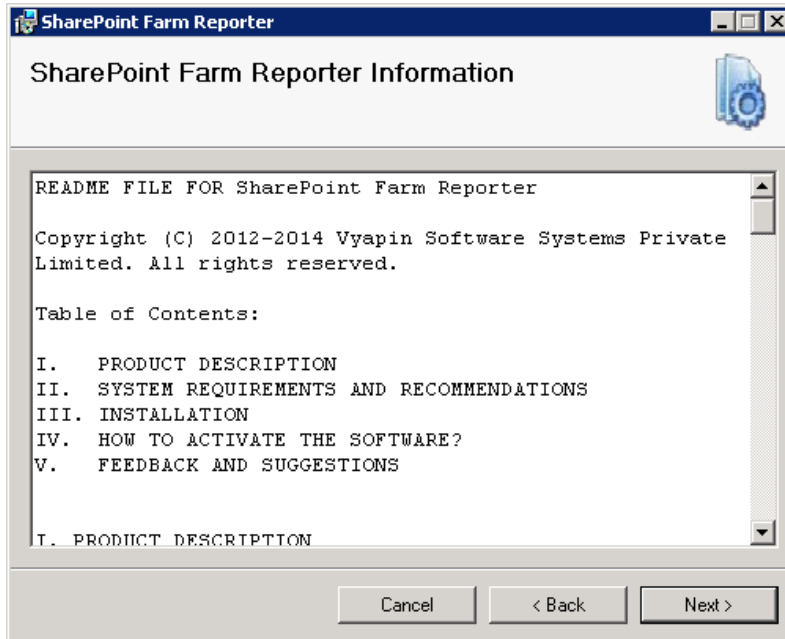 SharePoint Farm Reporter
SharePoint Farm Reporter Information
README FILE FOR SharePoint Farm Reporter
Copyright (C) 2012-2014 Vyapin Software Systems Private
Limited. All rights reserved.
Table of Contents:
I. PRODUCT DESCRIPTION
II. SYSTEM REQUIREMENTS AND RECOMMENDATIONS
III. INSTALLATION
IV. HOW TO ACTIVATE THE SOFTWARE?
V. FEEDBACK AND SUGGESTIONS
I. PRODUCT DESCRIPTION
Cancel
< Back
Next >